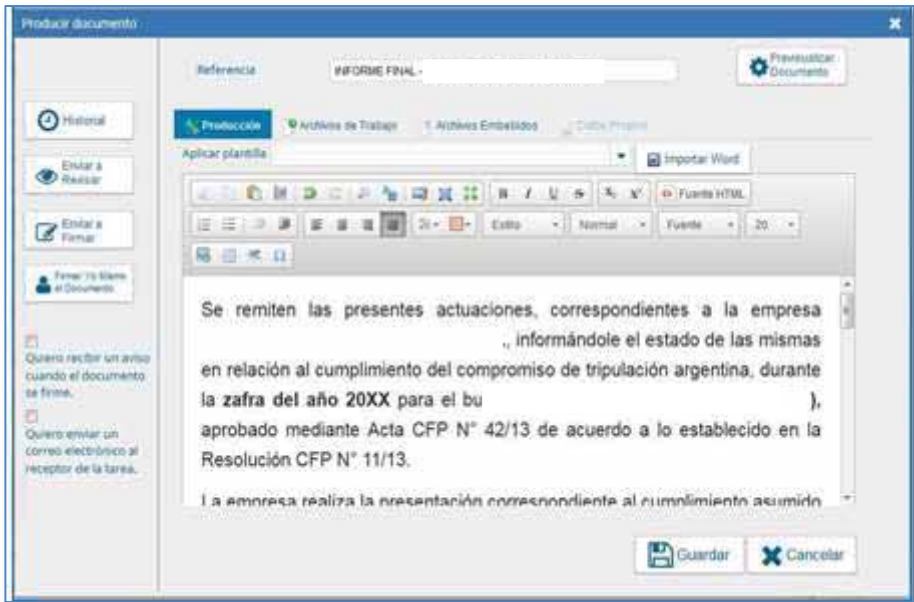 Producir documento
Referencia
INFORME FINAL -
Previsualizar
Documento
Historial
Enviar a
Revisar
Enviar a
Firmar
Firmar Yo Mismo
el Documento
Quiero recibir un aviso
cuando el documento
se firme.
Quiero enviar un
correo electrónico al
receptor de la tarea.
Producción
Archivos de Trabajo
Archivos Embebidos
Aplicar plantilla
Importar Word
B I U S
Fuente HTML
Estilo
Normal
Fuente
20
Se remiten las presentes actuaciones, correspondientes a la empresa
., informándole el estado de las mismas
en relación al cumplimiento del compromiso de tripulación argentina, durante
la zafra del año 20XX para el bu ),
aprobado mediante Acta CFP N° 42/13 de acuerdo a lo establecido en la
Resolución CFP N° 11/13.
La empresa realiza la presentación correspondiente al cumplimiento asumido
Guardar
Cancelar